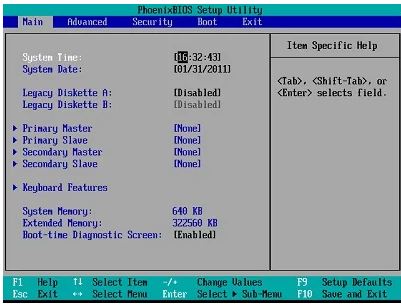 PhoenixBIOS Setup Utility
Main Advanced Security Boot Exit
Item Specific Help
System Time: [16:32:43]
System Date: [01/31/2011]
<Tab>, <Shift-Tab>, or
<Enter> selects field.
Legacy Diskette A: [Disabled]
Legacy Diskette B: [Disabled]
▶ Primary Master [None]
▶ Primary Slave [None]
▶ Secondary Master [None]
▶ Secondary Slave [None]
▶ Keyboard Features
System Memory: 640 KB
Extended Memory: 322560 KB
Boot-time Diagnostic Screen: [Enabled]
F1 Help ↑↓ Select Item -/+ Change Values F9 Setup Defaults
Esc Exit ↔ Select Menu Enter Select ▶ Sub-Menu F10 Save and Exit